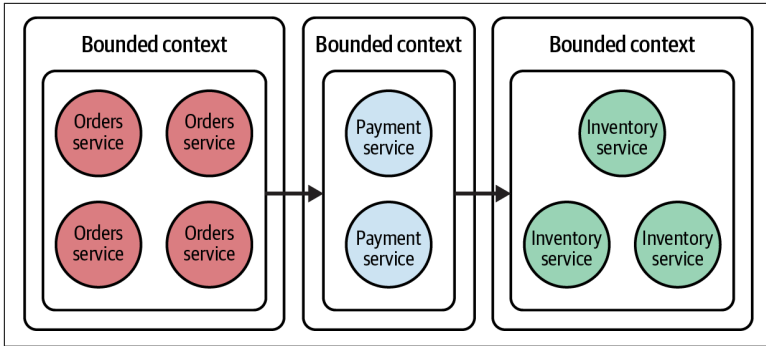 Bounded context
Orders
service
Orders
service
Orders
service
Orders
service
Bounded context
Payment
service
Payment
service
Bounded context
Inventory
service
Inventory
service
Inventory
service